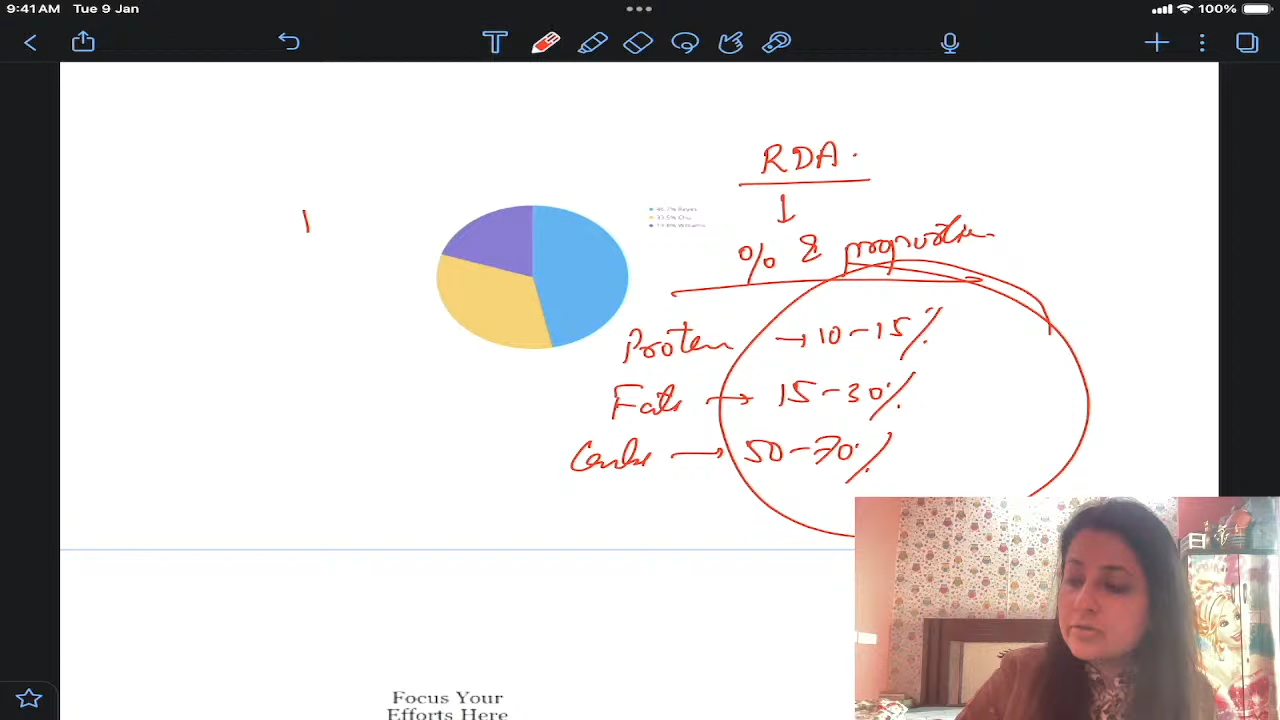 9:41 AM Tue 9 Jan
100%
RDA.
↓
% & proportion
Protein → 10-15%
Fats → 15-30%
Carbs → 50-70%
Focus Your
Efforts Here